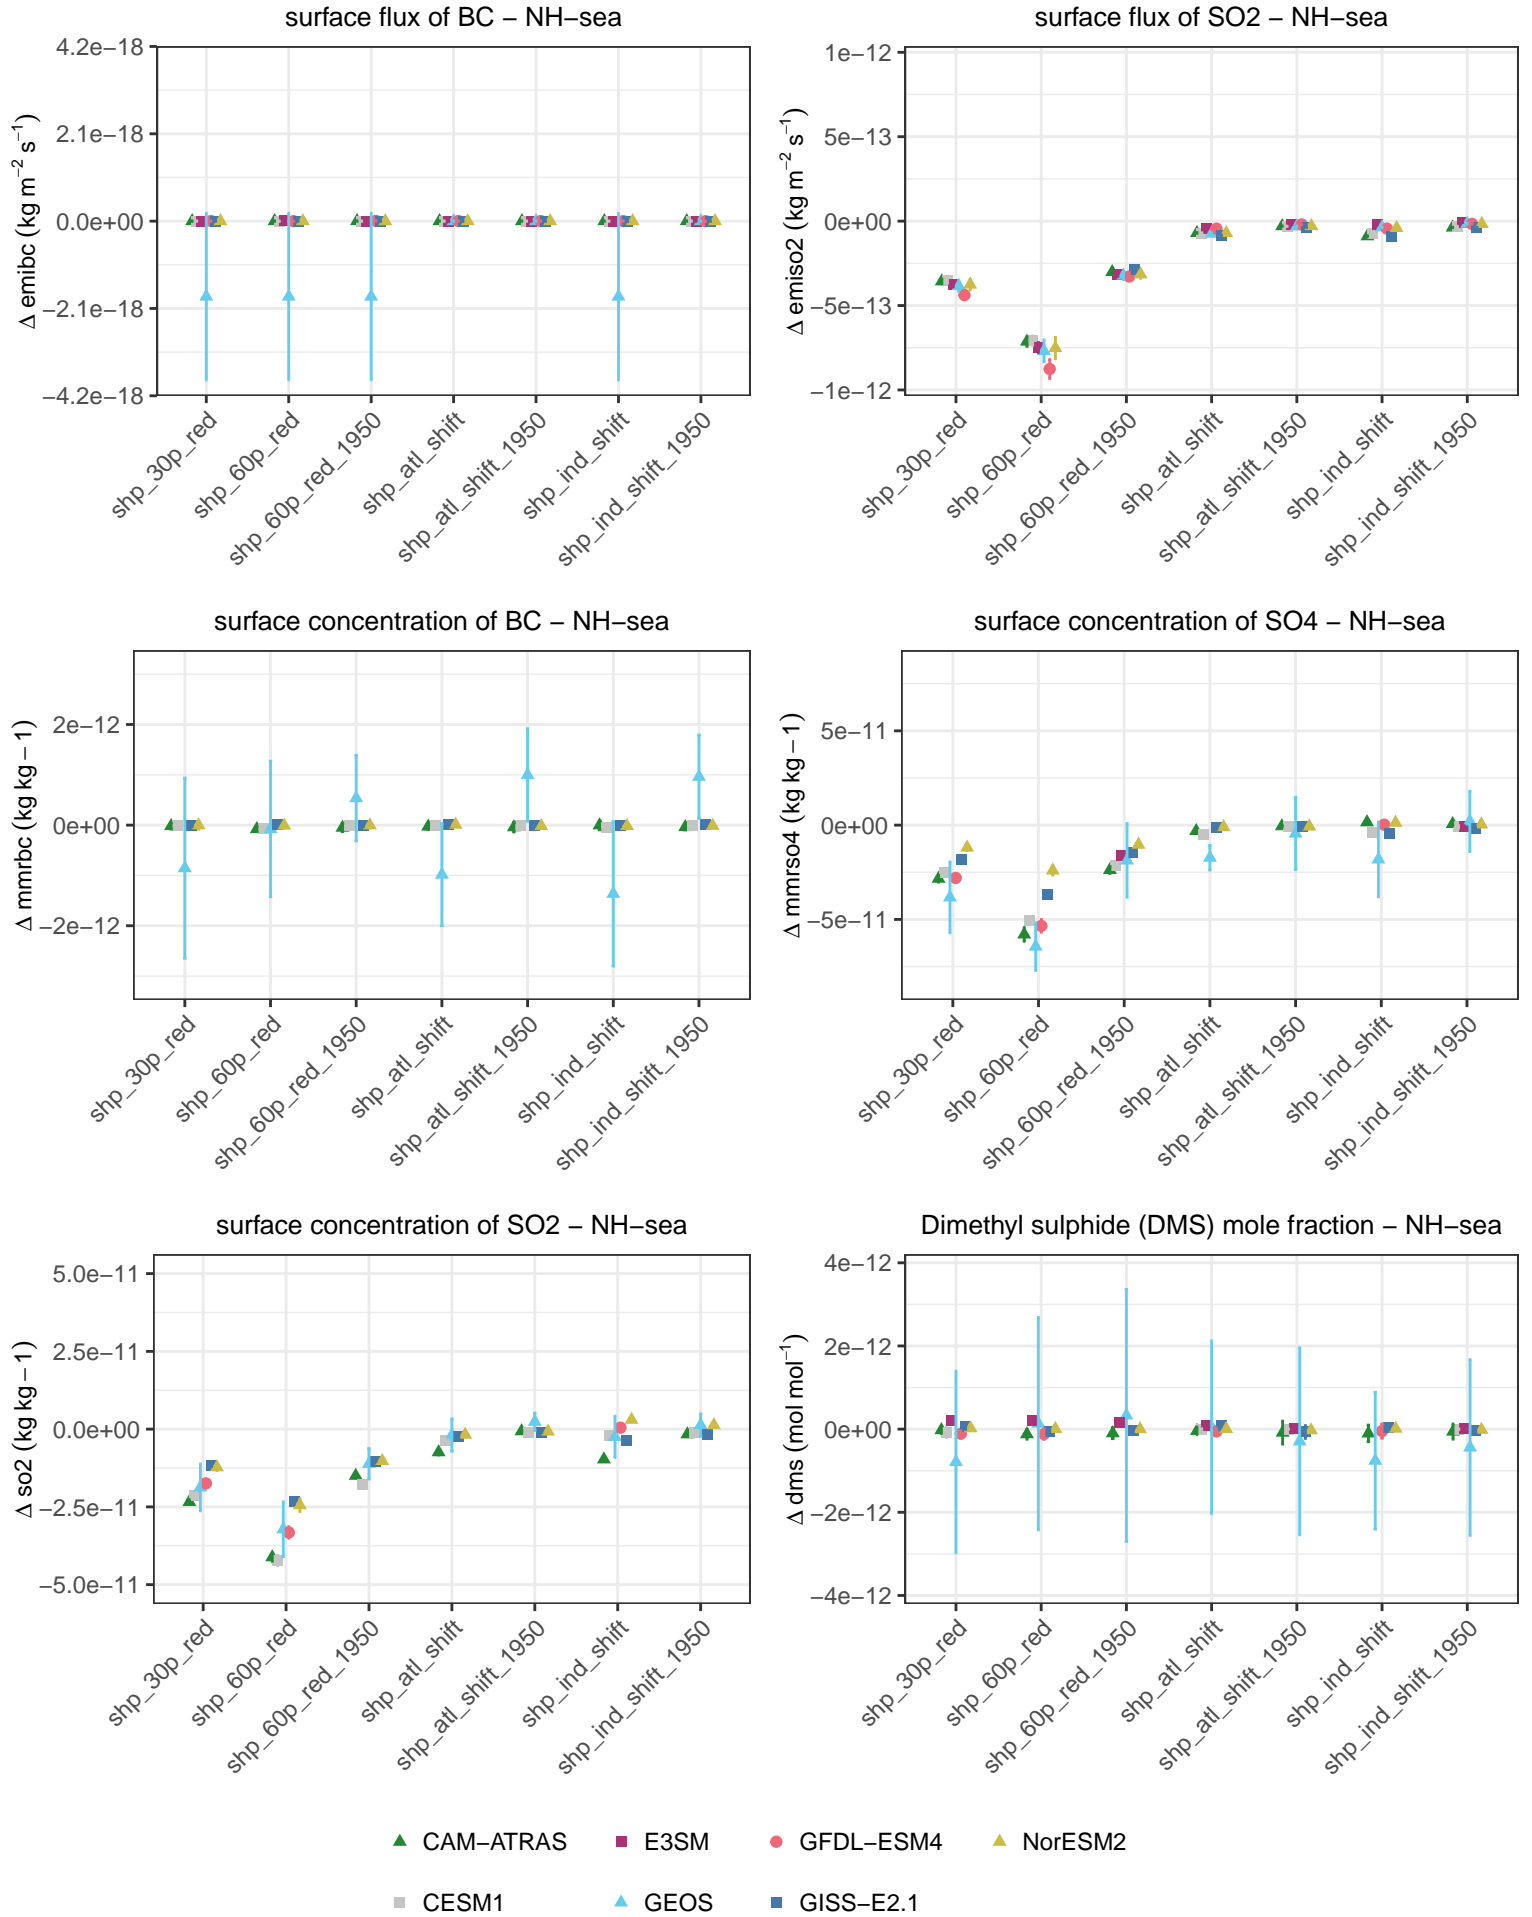 surface flux of BC − NH−sea
4.2e−18
2.1e−18
0.0e+00
−2.1e−18
−4.2e−18
Δ emibc (kg m−2 s−1)
shp_30p_red
shp_60p_red
shp_60p_red_1950
shp_atl_shift
shp_atl_shift_1950
shp_ind_shift
shp_ind_shift_1950
surface flux of SO2 − NH−sea
1e−12
5e−13
0e+00
−5e−13
−1e−12
Δ emiso2 (kg m−2 s−1)
shp_30p_red
shp_60p_red
shp_60p_red_1950
shp_atl_shift
shp_atl_shift_1950
shp_ind_shift
shp_ind_shift_1950
surface concentration of BC − NH−sea
2e−12
0e+00
−2e−12
Δ mmrbc (kg kg − 1)
shp_30p_red
shp_60p_red
shp_60p_red_1950
shp_atl_shift
shp_atl_shift_1950
shp_ind_shift
shp_ind_shift_1950
surface concentration of SO4 − NH−sea
5e−11
0e+00
−5e−11
Δ mmrso4 (kg kg − 1)
shp_30p_red
shp_60p_red
shp_60p_red_1950
shp_atl_shift
shp_atl_shift_1950
shp_ind_shift
shp_ind_shift_1950
surface concentration of SO2 − NH−sea
5.0e−11
2.5e−11
0.0e+00
−2.5e−11
−5.0e−11
Δ so2 (kg kg − 1)
shp_30p_red
shp_60p_red
shp_60p_red_1950
shp_atl_shift
shp_atl_shift_1950
shp_ind_shift
shp_ind_shift_1950
Dimethyl sulphide (DMS) mole fraction − NH−sea
4e−12
2e−12
0e+00
−2e−12
−4e−12
Δ dms (mol mol−1)
shp_30p_red
shp_60p_red
shp_60p_red_1950
shp_atl_shift
shp_atl_shift_1950
shp_ind_shift
shp_ind_shift_1950
CAM−ATRAS E3SM GFDL−ESM4 NorESM2
CESM1 GEOS GISS−E2.1